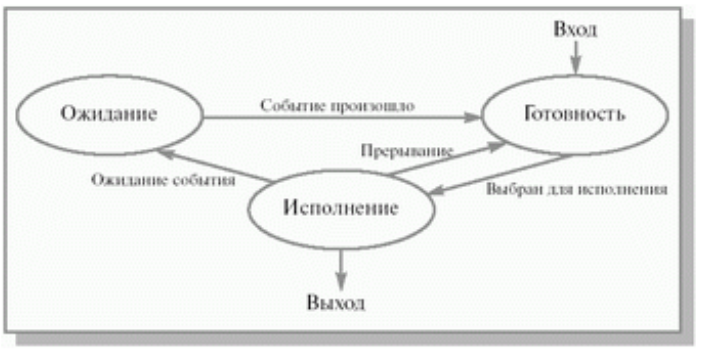 Вход
Ожидание
Событие произошло
Готовность
Прерывание
Ожидание события
Выбран для исполнения
Исполнение
Выход